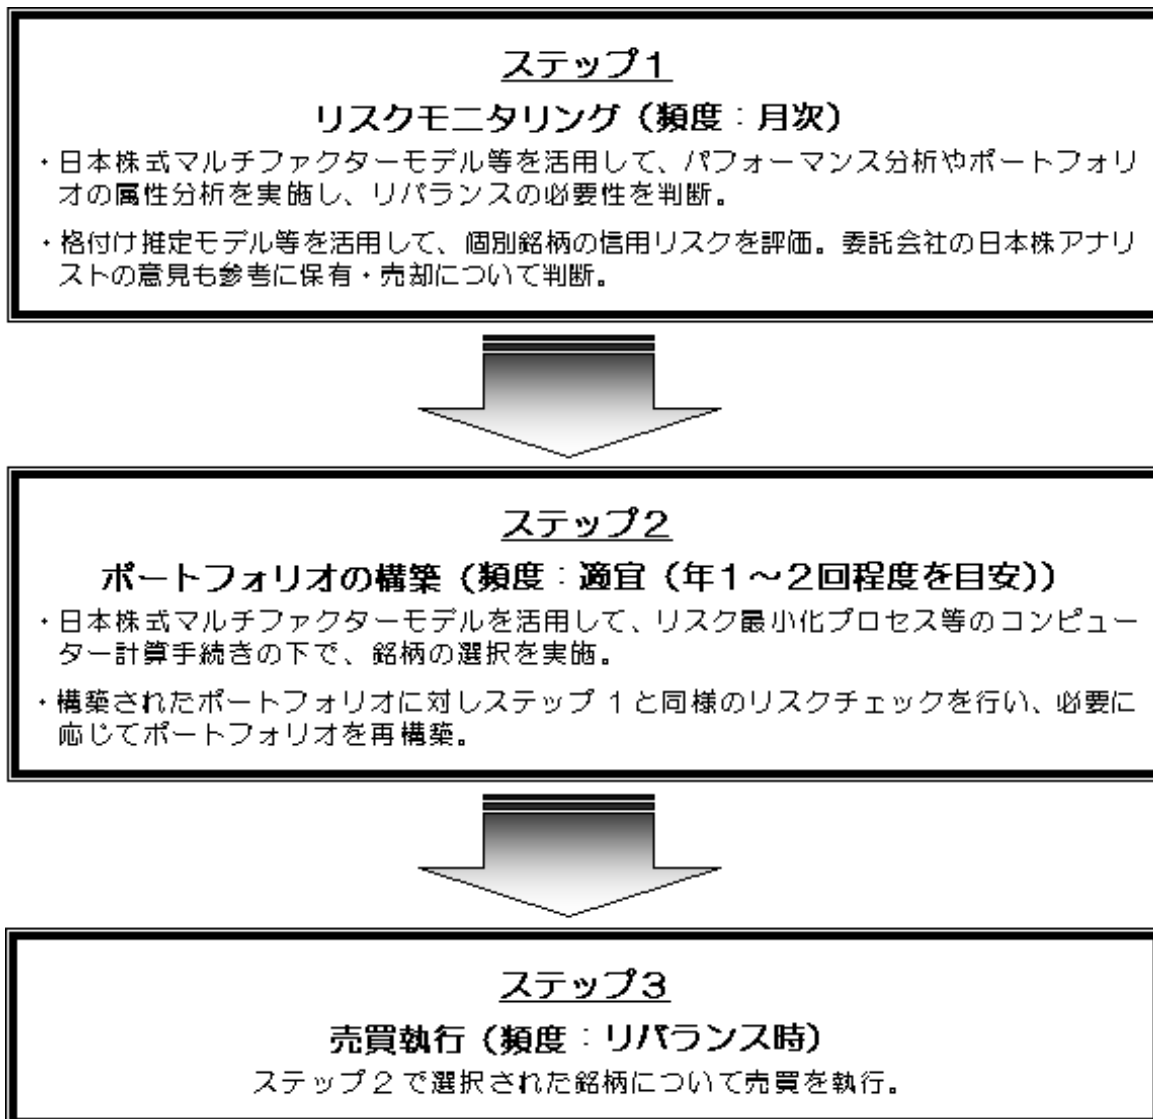 ステップ1
リスクモニタリング（頻度：月次）
・日本株式マルチファクターモデル等を活用して、パフォーマンス分析やポートフォリ
オの属性分析を実施し、リバランスの必要性を判断。
・格付け推定モデル等を活用して、個別銘柄の信用リスクを評価。委託会社の日本株アナリ
ストの意見も参考に保有・売却について判断。
ステップ2
ポートフォリオの構築（頻度：適宜（年1～2回程度を目安））
・日本株式マルチファクターモデルを活用して、リスク最小化プロセス等のコンピュー
ター計算手続きの下で、銘柄の選択を実施。
・構築されたポートフォリオに対しステップ 1と同様のリスクチェックを行い、必要に
応じてポートフォリオを再構築。
ステップ3
売買執行（頻度：リバランス時）
ステップ2で選択された銘柄について売買を執行。